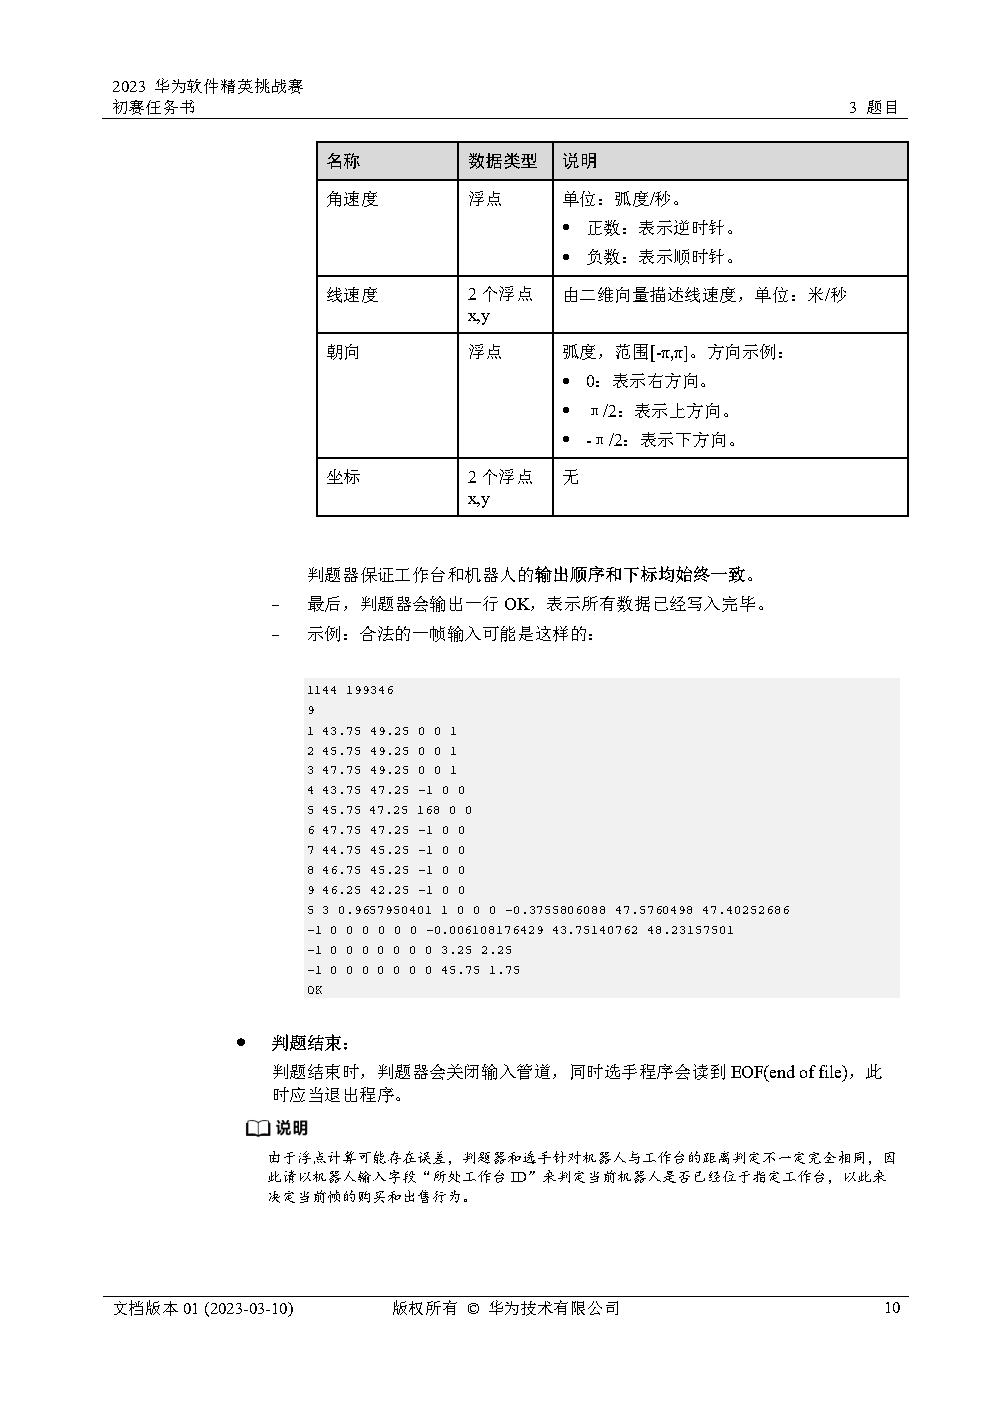 2023 华为软件精英挑战赛
初赛任务书
3 题目
名称 数据类型 说明
角速度 浮点 单位：弧度/秒。
● 正数：表示逆时针。
● 负数：表示顺时针。
线速度 2 个浮点 由二维向量描述线速度，单位：米/秒
x,y
朝向 浮点 弧度，范围[-π,π]。方向示例：
● 0：表示右方向。
● π/2：表示上方向。
● -π/2：表示下方向。
坐标 2 个浮点 无
x,y
判题器保证工作台和机器人的输出顺序和下标均始终一致。
– 最后，判题器会输出一行 OK，表示所有数据已经写入完毕。
– 示例：合法的一帧输入可能是这样的：
1144 199346
9
1 43.75 49.25 0 0 1
2 45.75 49.25 0 0 1
3 47.75 49.25 0 0 1
4 43.75 47.25 -1 0 0
5 45.75 47.25 168 0 0
6 47.75 47.25 -1 0 0
7 44.75 45.25 -1 0 0
8 46.75 45.25 -1 0 0
9 46.25 42.25 -1 0 0
5 3 0.9657950401 1 0 0 0 -0.3755806088 47.5760498 47.40252686
-1 0 0 0 0 0 0 -0.006108176429 43.75140762 48.23157501
-1 0 0 0 0 0 0 0 3.25 2.25
-1 0 0 0 0 0 0 0 45.75 1.75
OK
● 判题结束：
判题结束时，判题器会关闭输入管道，同时选手程序会读到 EOF(end of file)，此
时应当退出程序。
说明
由于浮点计算可能存在误差，判题器和选手针对机器人与工作台的距离判定不一定完全相同，因
此请以机器人输入字段“所处工作台 ID”来判定当前机器人是否已经位于指定工作台，以此来
决定当前帧的购买和出售行为。
文档版本 01 (2023-03-10) 版权所有 © 华为技术有限公司 10